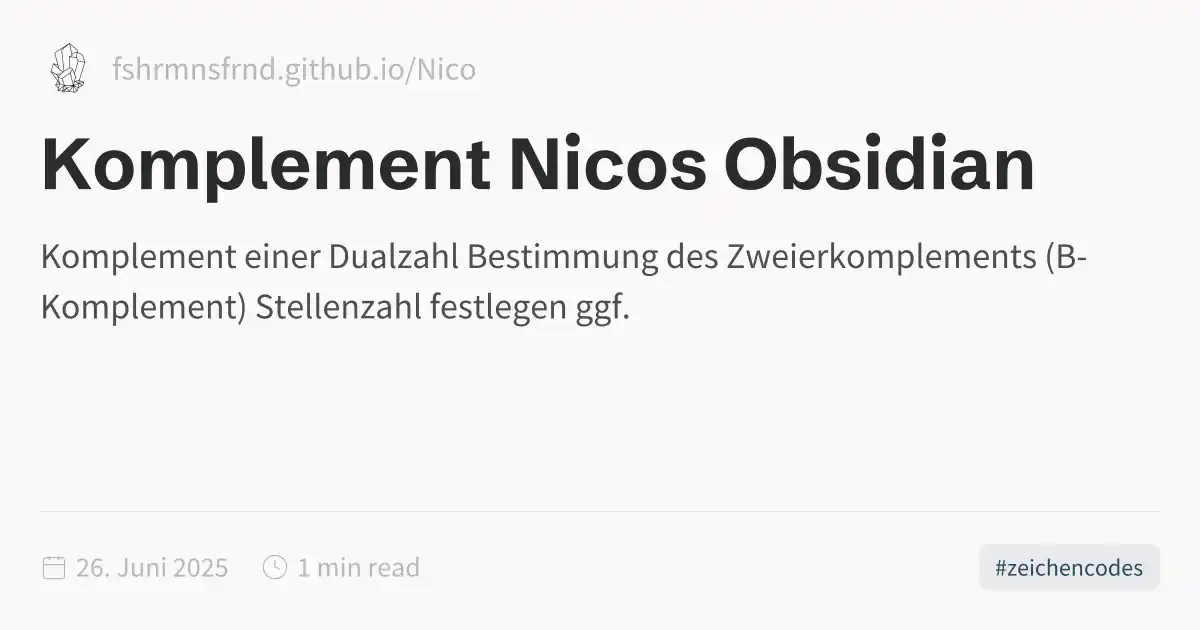 fshrmnsfrnd.github.io/Nico
Komplement Nicos Obsidian
Komplement einer Dualzahl Bestimmung des Zweierkomplements (B-
Komplement) Stellenzahl festlegen ggf.
26. Juni 2025 1 min read #zeichencodes